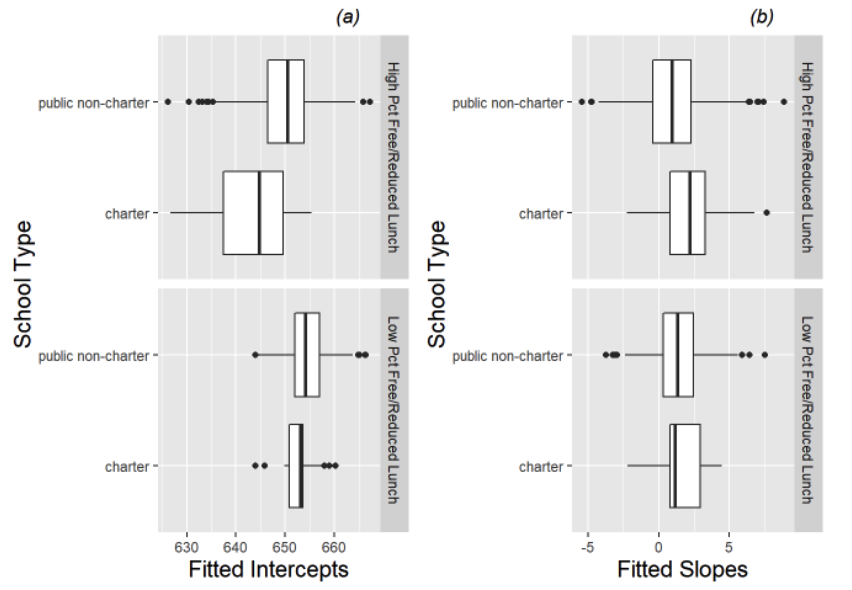 (a)
School Type
public non-charter
charter
High Pct Free/Reduced Lunch
public non-charter
charter
Low Pct Free/Reduced Lunch
630 640 650 660
Fitted Intercepts
(b)
School Type
public non-charter
charter
High Pct Free/Reduced Lunch
public non-charter
charter
Low Pct Free/Reduced Lunch
-5 0 5
Fitted Slopes